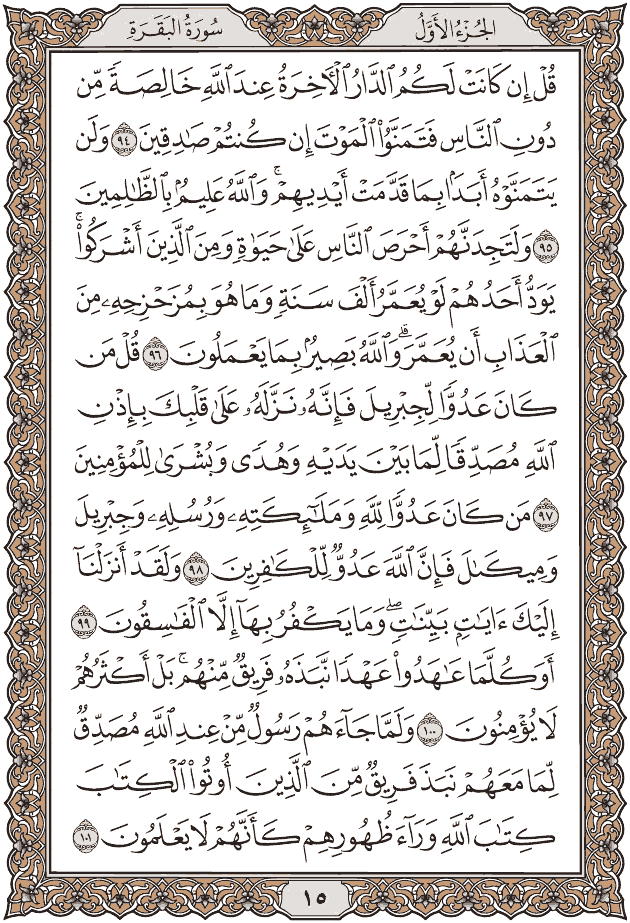 الجُزْءُ الأَوَّلُ
سُورَةُ البَقَرَةِ
قُلْ إِن كَانَتْ لَكُمُ ٱلدَّارُ ٱلْأَخِرَةُ عِندَ ٱللَّهِ خَالِصَةً مِّن
دُونِ ٱلنَّاسِ فَتَمَنَّوُا۟ ٱلْمَوْتَ إِن كُنتُمْ صَـٰدِقِينَ ٩٤ وَلَن
يَتَمَنَّوْهُ أَبَدًۢا بِمَا قَدَّمَتْ أَيْدِيهِمْ ۚ وَٱللَّهُ عَلِيمٌۢ بِٱلظَّـٰلِمِينَ
٩٥ وَلَتَجِدَنَّهُمْ أَحْرَصَ ٱلنَّاسِ عَلَىٰ حَيَوٰةٍ وَمِنَ ٱلَّذِينَ أَشْرَكُوا۟ ۚ
يَوَدُّ أَحَدُهُمْ لَوْ يُعَمَّرُ أَلْفَ سَنَةٍ وَمَا هُوَ بِمُزَحْزِحِهِۦ مِنَ
ٱلْعَذَابِ أَن يُعَمَّرَ ۗ وَٱللَّهُ بَصِيرٌۢ بِمَا يَعْمَلُونَ ٩٦ قُلْ مَن
كَانَ عَدُوًّا لِّجِبْرِيلَ فَإِنَّهُۥ نَزَّلَهُۥ عَلَىٰ قَلْبِكَ بِإِذْنِ
ٱللَّهِ مُصَدِّقًا لِّمَا بَيْنَ يَدَيْهِ وَهُدًى وَبُشْرَىٰ لِلْمُؤْمِنِينَ
٩٧ مَن كَانَ عَدُوًّا لِّلَّهِ وَمَلَـٰٓئِكَتِهِۦ وَرُسُلِهِۦ وَجِبْرِيلَ
وَمِيكَىٰلَ فَإِنَّ ٱللَّهَ عَدُوٌّ لِّلْكَـٰفِرِينَ ٩٨ وَلَقَدْ أَنزَلْنَآ
إِلَيْكَ ءَايَـٰتٍۭ بَيِّنَـٰتٍ ۖ وَمَا يَكْفُرُ بِهَآ إِلَّا ٱلْفَـٰسِقُونَ ٩٩
أَوَكُلَّمَا عَـٰهَدُوا۟ عَهْدًا نَّبَذَهُۥ فَرِيقٌ مِّنْهُم ۚ بَلْ أَكْثَرُهُمْ
لَا يُؤْمِنُونَ ١٠٠ وَلَمَّا جَآءَهُمْ رَسُولٌ مِّنْ عِندِ ٱللَّهِ مُصَدِّقٌ
لِّمَا مَعَهُمْ نَبَذَ فَرِيقٌ مِّنَ ٱلَّذِينَ أُوتُوا۟ ٱلْكِتَـٰبَ
كِتَـٰبَ ٱللَّهِ وَرَآءَ ظُهُورِهِمْ كَأَنَّهُمْ لَا يَعْلَمُونَ ١٠١
١٥